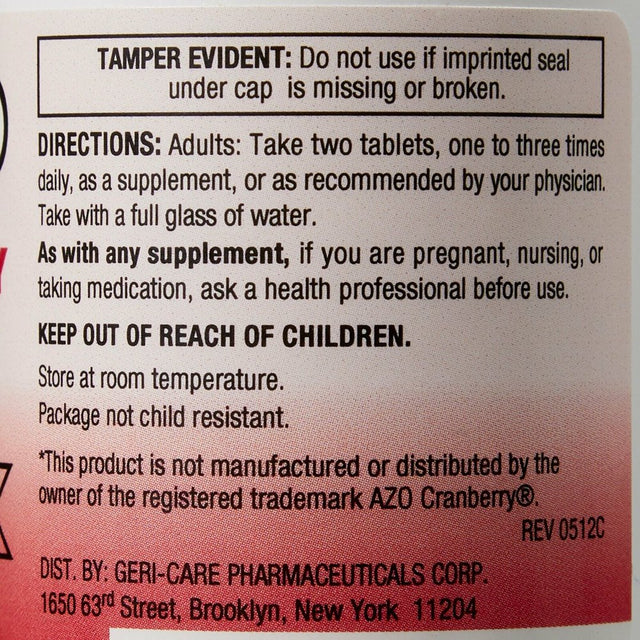 TAMPER EVIDENT: Do not use if imprinted seal
under cap is missing or broken.
DIRECTIONS: Adults: Take two tablets, one to three times
daily, as a supplement, or as recommended by your physician.
Take with a full glass of water.
As with any supplement, if you are pregnant, nursing, or
taking medication, ask a health professional before use.
KEEP OUT OF REACH OF CHILDREN.
Store at room temperature.
Package not child resistant.
*This product is not manufactured or distributed by the
owner of the registered trademark AZO Cranberry®.
REV 0512C
DIST. BY: GERI-CARE PHARMACEUTICALS CORP.
1650 63rd Street, Brooklyn, New York 11204